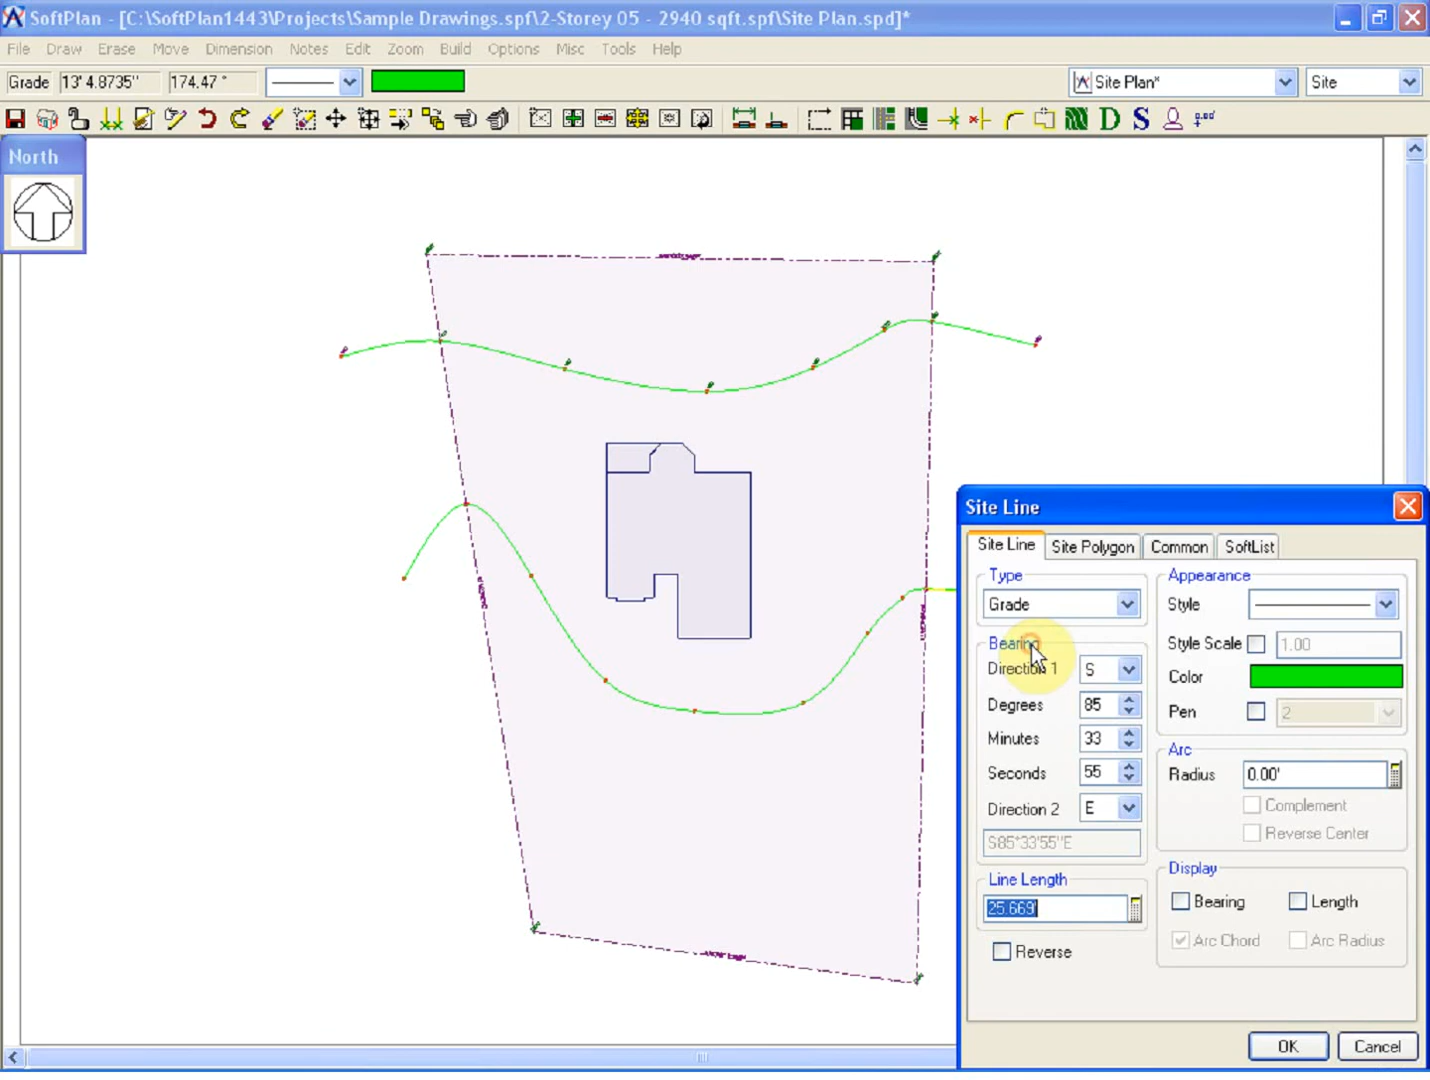 SoftPlan - [C:\SoftPlan1443\Projects\Sample Drawings.spf\2-Storey 05 - 2940 sqft.spf\Site Plan.spd]*
File Draw Erase Move Dimension Notes Edit Zoom Build Options Misc Tools Help
Grade 13' 4.8735" 174.47 ° Site Plan* Site
D S 0.00'
North
Site Line
Site Line Site Polygon Common SoftList
Type Appearance
Grade Style
Bearing Style Scale 1.00
Direction 1 S Color
Degrees 85 Pen 2
Minutes 33 Arc
Seconds 55 Radius 0.00'
Direction 2 E Complement
S85*33'55"E Reverse Center
Line Length Display
25.669' Bearing Length
Reverse Arc Chord Arc Radius
OK Cancel